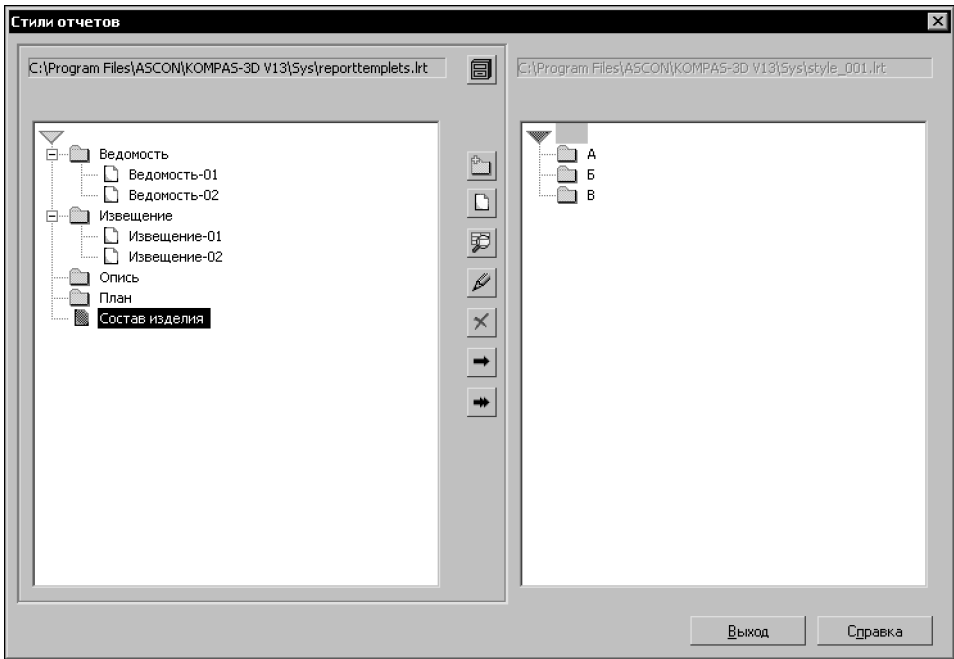 Стили отчетов
C:\Program Files\ASCON\KOMPAS-3D V13\Sys\reporttemplets.lrt
C:\Program Files\ASCON\KOMPAS-3D V13\Sys\style_001.lrt
Ведомость
Ведомость-01
Ведомость-02
Извещение
Извещение-01
Извещение-02
Опись
План
Состав изделия
А
Б
В
Выход
Справка